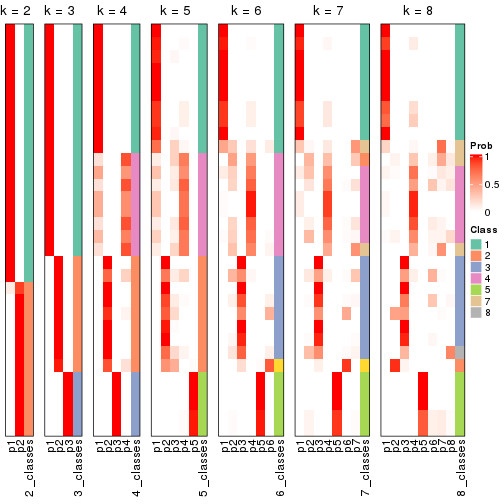 k = 2 k = 3 k = 4 k = 5 k = 6 k = 7 k = 8
Prob
1
0.5
0
Class
1
2
3
4
5
7
8
p1 p2 2_classes
p1 p2 p3 3_classes
p1 p2 p3 p4 4_classes
p1 p2 p3 p4 p5 5_classes
p1 p2 p3 p4 p5 p6 6_classes
p1 p2 p3 p4 p5 p6 p7 7_classes
p1 p2 p3 p4 p5 p6 p7 p8 8_classes